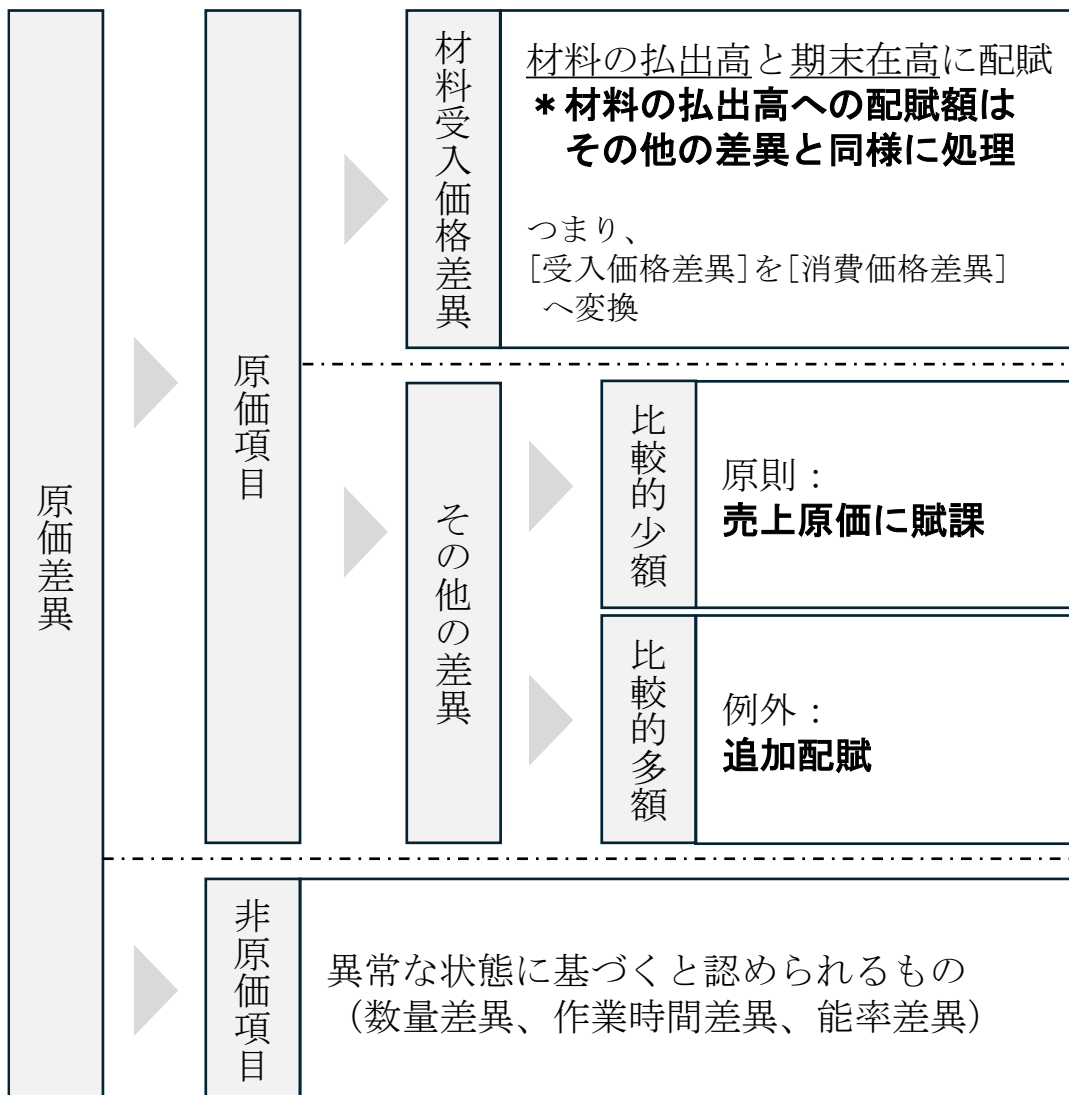 原価差異
原価項目
材料受入価格差異
材料の払出高と期末在高に配賦
＊材料の払出高への配賦額は
その他の差異と同様に処理
つまり、
[受入価格差異]を[消費価格差異]
へ変換
その他の差異
比較的少額
原則：
売上原価に賦課
比較的多額
例外：
追加配賦
非原価項目
異常な状態に基づくと認められるもの
（数量差異、作業時間差異、能率差異）